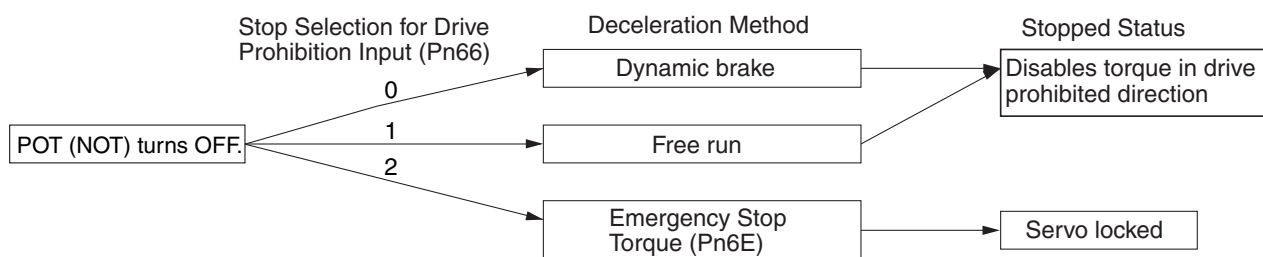 Stop Selection for Drive
Prohibition Input (Pn66)
Deceleration Method
Stopped Status
0
Dynamic brake
Disables torque in drive
prohibited direction
POT (NOT) turns OFF.
1
Free run
2
Emergency Stop
Torque (Pn6E)
Servo locked